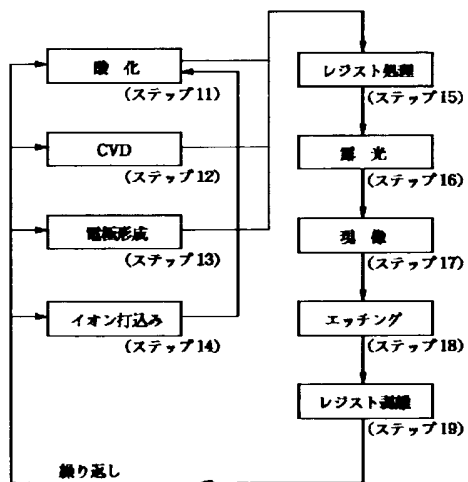 酸 化
(ステップ11)
CVD
(ステップ12)
電極形成
(ステップ13)
イオン打込み
(ステップ14)
レジスト処理
(ステップ15)
露 光
(ステップ16)
現 像
(ステップ17)
エッチング
(ステップ18)
レジスト剥離
(ステップ19)
繰り返し